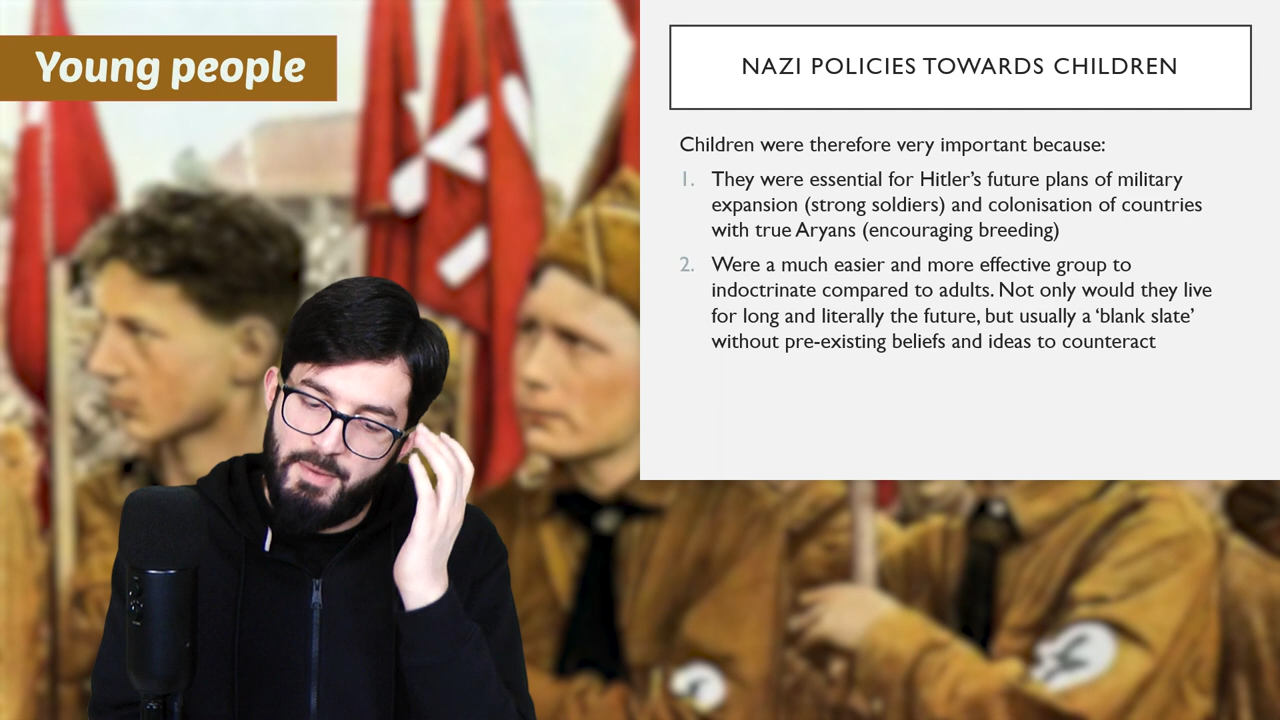 Young people
NAZI POLICIES TOWARDS CHILDREN
Children were therefore very important because:
1. They were essential for Hitler's future plans of military
expansion (strong soldiers) and colonisation of countries
with true Aryans (encouraging breeding)
2. Were a much easier and more effective group to
indoctrinate compared to adults. Not only would they live
for long and literally the future, but usually a ‘blank slate’
without pre-existing beliefs and ideas to counteract